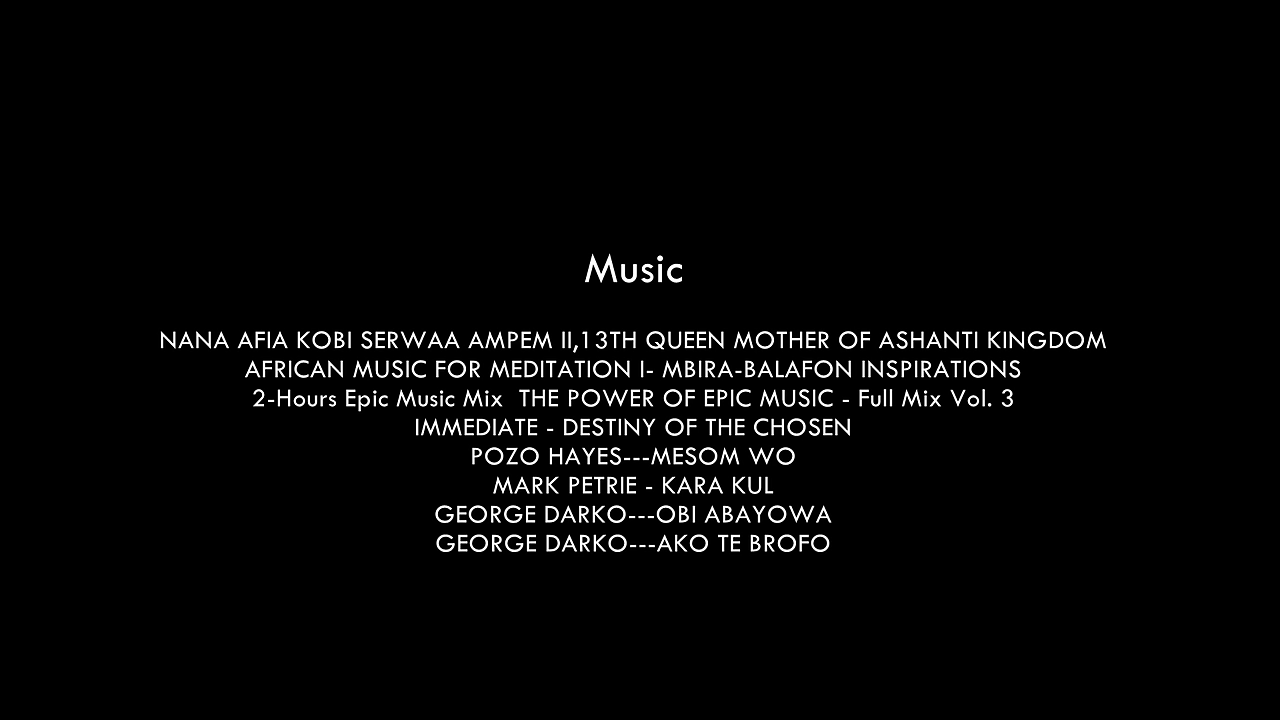 Music
NANA AFIA KOBI SERWAA AMPEM II,13TH QUEEN MOTHER OF ASHANTI KINGDOM
AFRICAN MUSIC FOR MEDITATION I- MBIRA-BALAFON INSPIRATIONS
2-Hours Epic Music Mix  THE POWER OF EPIC MUSIC - Full Mix Vol. 3
IMMEDIATE - DESTINY OF THE CHOSEN
POZO HAYES---MESOM WO
MARK PETRIE - KARA KUL
GEORGE DARKO---OBI ABAYOWA
GEORGE DARKO---AKO TE BROFO